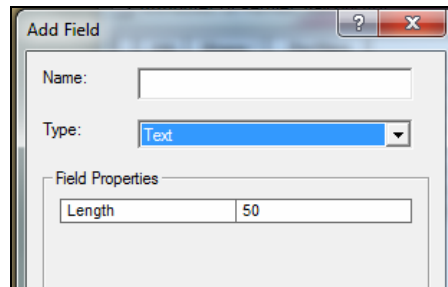 Add Field
?
Name:
Type: Text
Field Properties
Length 50